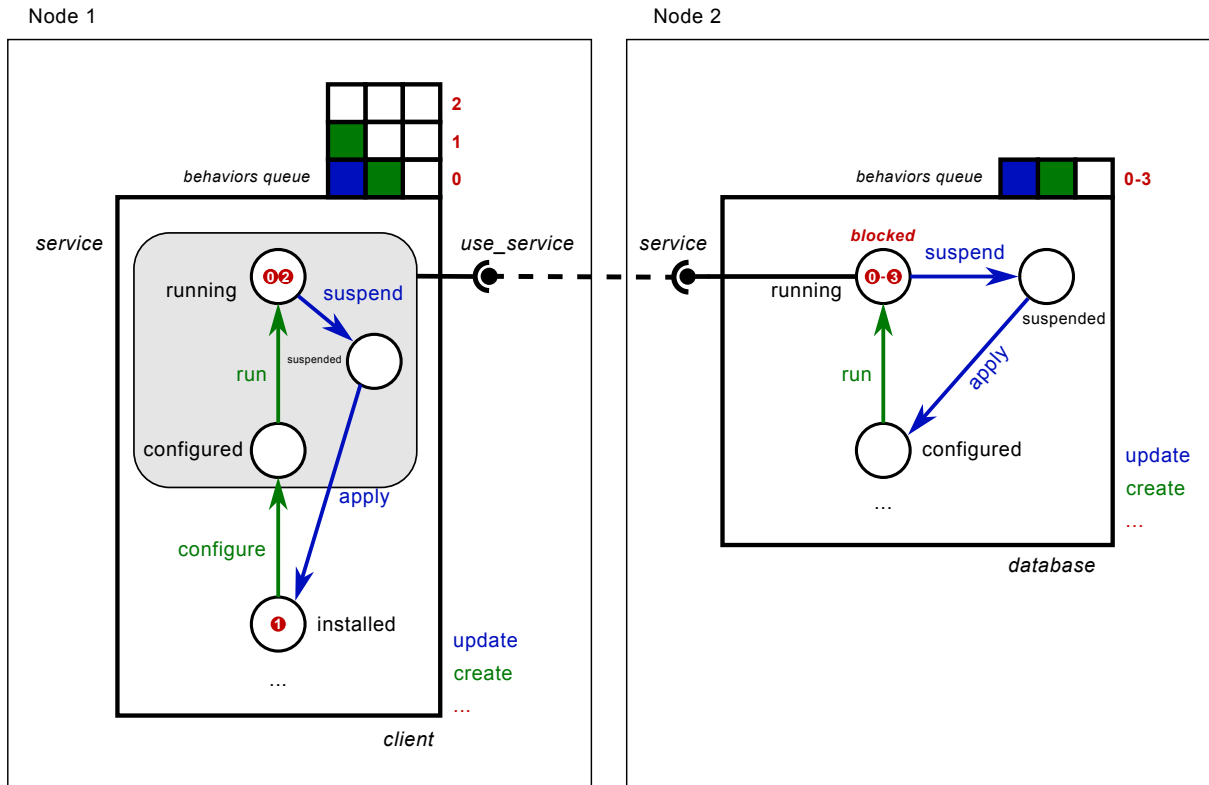 Node 1
2
1
behaviors queue
0
service
use_service
0 2
running
suspend
suspended
run
configured
apply
configure
1
installed
update
...
create
...
client
Node 2
behaviors queue
0-3
service
blocked
suspend
0 - 3
running
suspended
run
apply
configured
update
...
create
...
database